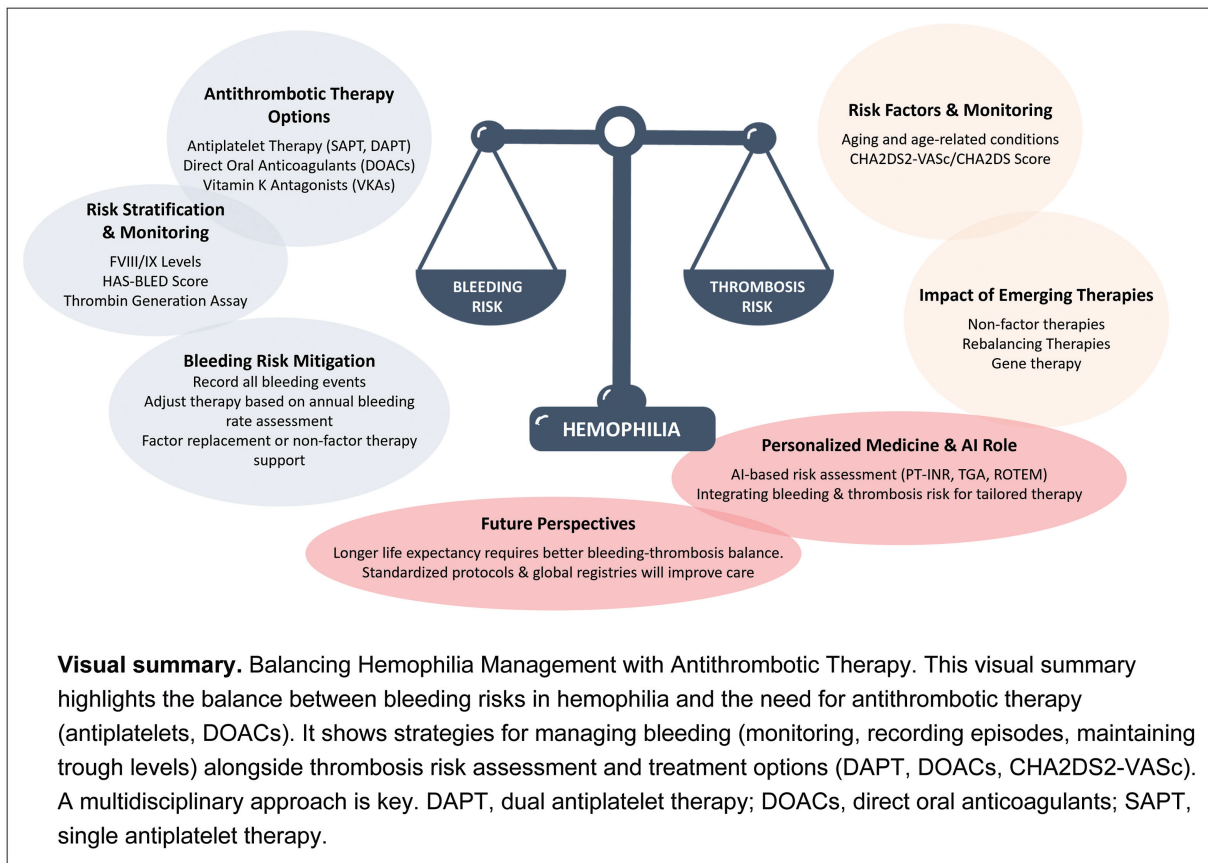 Antithrombotic Therapy
Options
Antiplatelet Therapy (SAPT, DAPT)
Direct Oral Anticoagulants (DOACs)
Vitamin K Antagonists (VKAs)
Risk Stratification
& Monitoring
FVIII/IX Levels
HAS-BLED Score
Thrombin Generation Assay
Bleeding Risk Mitigation
Record all bleeding events
Adjust therapy based on annual bleeding
rate assessment
Factor replacement or non-factor therapy
support
BLEEDING
RISK
THROMBOSIS
RISK
HEMOPHILIA
Risk Factors & Monitoring
Aging and age-related conditions
CHA2DS2-VASc/CHA2DS Score
Impact of Emerging Therapies
Non-factor therapies
Rebalancing Therapies
Gene therapy
Personalized Medicine & AI Role
AI-based risk assessment (PT-INR, TGA, ROTEM)
Integrating bleeding & thrombosis risk for tailored therapy
Future Perspectives
Longer life expectancy requires better bleeding-thrombosis balance.
Standardized protocols & global registries will improve care
Visual summary. Balancing Hemophilia Management with Antithrombotic Therapy. This visual summary
highlights the balance between bleeding risks in hemophilia and the need for antithrombotic therapy
(antiplatelets, DOACs). It shows strategies for managing bleeding (monitoring, recording episodes, maintaining
trough levels) alongside thrombosis risk assessment and treatment options (DAPT, DOACs, CHA2DS2-VASc).
A multidisciplinary approach is key. DAPT, dual antiplatelet therapy; DOACs, direct oral anticoagulants; SAPT,
single antiplatelet therapy.